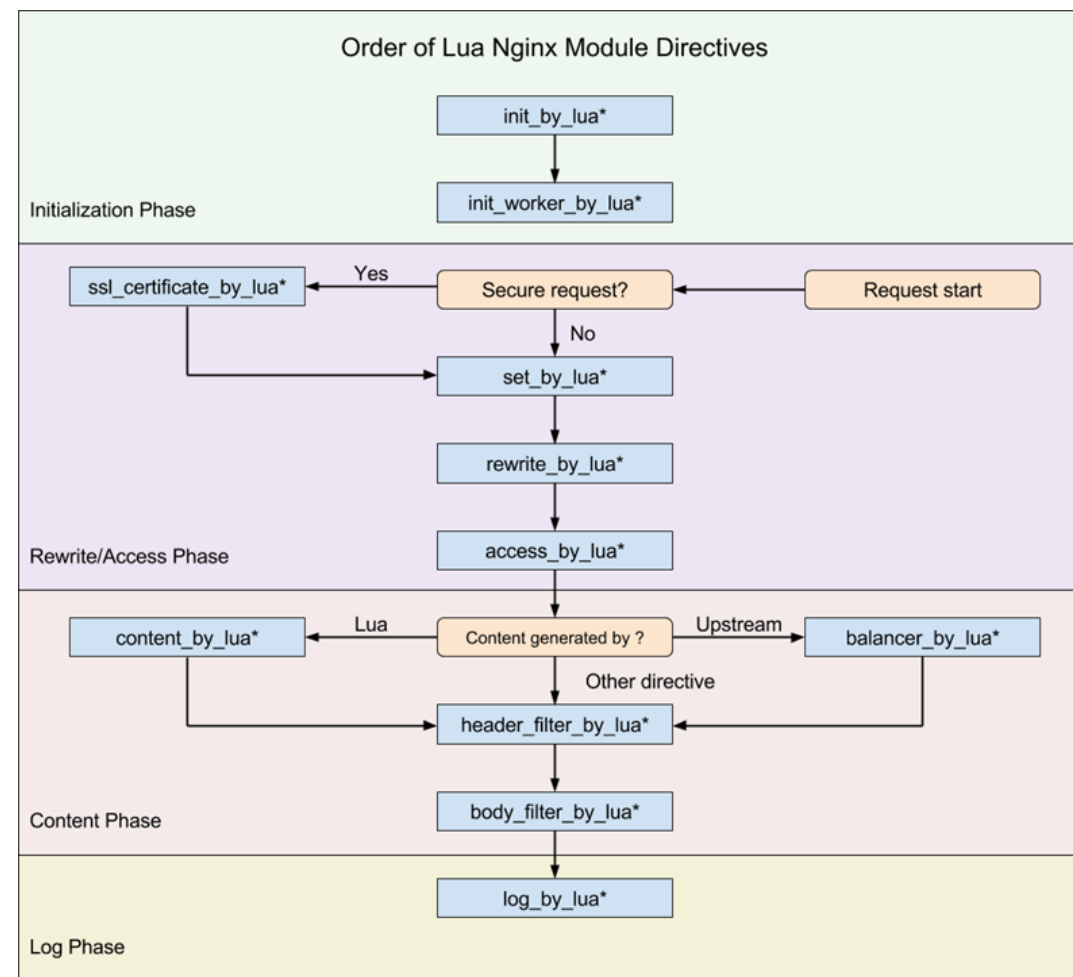 Order of Lua Nginx Module Directives
init_by_lua*
init_worker_by_lua*
Initialization Phase
ssl_certificate_by_lua*
Yes
Secure request?
Request start
No
set_by_lua*
rewrite_by_lua*
access_by_lua*
Rewrite/Access Phase
content_by_lua*
Lua
Content generated by ?
Upstream
balancer_by_lua*
Other directive
header_filter_by_lua*
body_filter_by_lua*
Content Phase
log_by_lua*
Log Phase